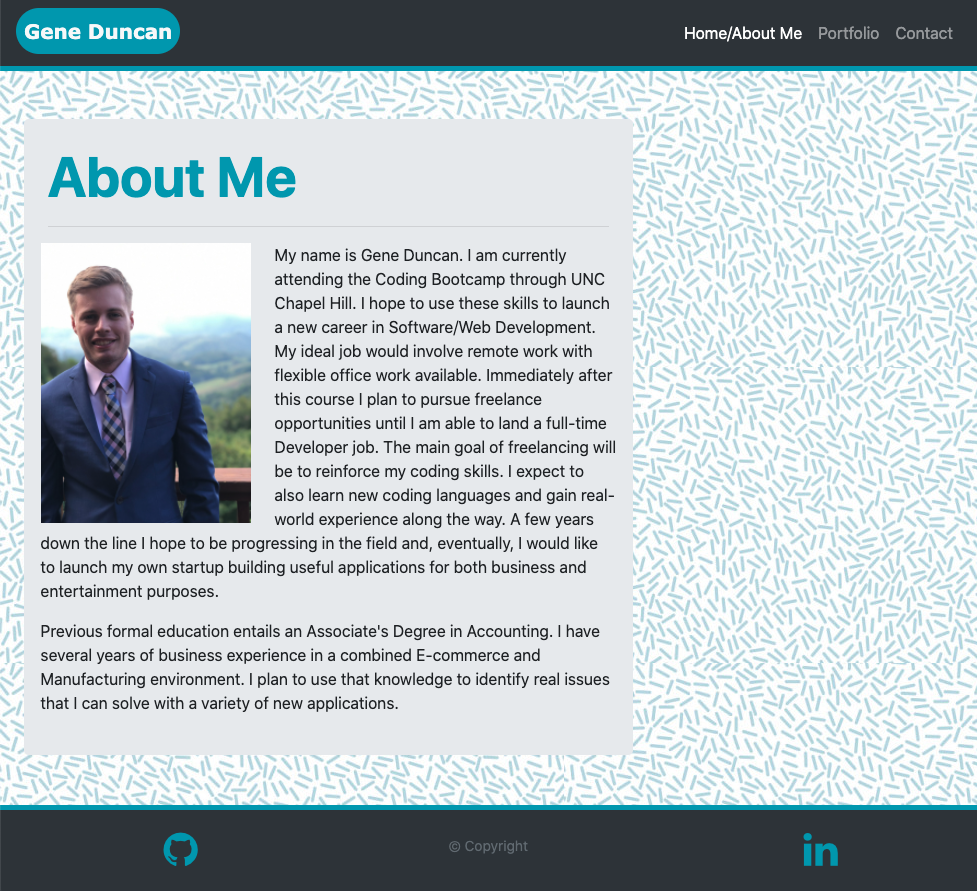 Gene Duncan
Home/About Me Portfolio Contact
About Me
My name is Gene Duncan. I am currently
attending the Coding Bootcamp through UNC
Chapel Hill. I hope to use these skills to launch
a new career in Software/Web Development.
My ideal job would involve remote work with
flexible office work available. Immediately after
this course I plan to pursue freelance
opportunities until I am able to land a full-time
Developer job. The main goal of freelancing will
be to reinforce my coding skills. I expect to
also learn new coding languages and gain real-
world experience along the way. A few years
down the line I hope to be progressing in the field and, eventually, I would like
to launch my own startup building useful applications for both business and
entertainment purposes.
Previous formal education entails an Associate's Degree in Accounting. I have
several years of business experience in a combined E-commerce and
Manufacturing environment. I plan to use that knowledge to identify real issues
that I can solve with a variety of new applications.
© Copyright
in